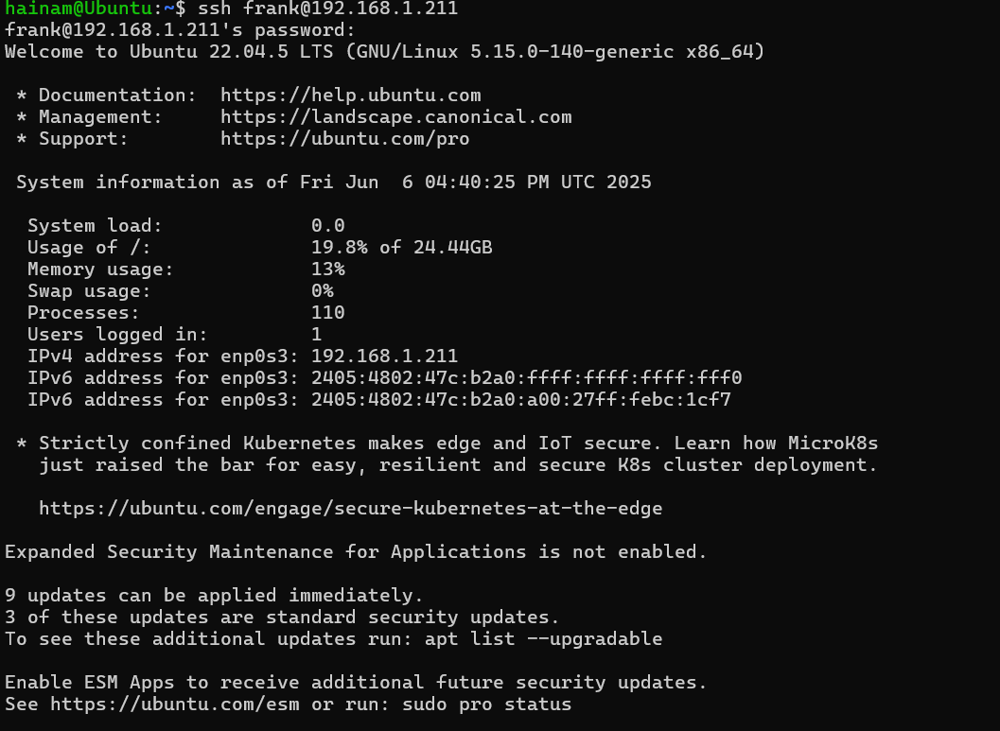 hainam@Ubuntu:~$ ssh frank@192.168.1.211
frank@192.168.1.211's password:
Welcome to Ubuntu 22.04.5 LTS (GNU/Linux 5.15.0-140-generic x86_64)

 * Documentation:  https://help.ubuntu.com
 * Management:     https://landscape.canonical.com
 * Support:        https://ubuntu.com/pro

 System information as of Fri Jun  6 04:40:25 PM UTC 2025

  System load:             0.0
  Usage of /:              19.8% of 24.44GB
  Memory usage:            13%
  Swap usage:              0%
  Processes:               110
  Users logged in:         1
  IPv4 address for enp0s3: 192.168.1.211
  IPv6 address for enp0s3: 2405:4802:47c:b2a0:ffff:ffff:ffff:fff0
  IPv6 address for enp0s3: 2405:4802:47c:b2a0:a00:27ff:febc:1cf7

 * Strictly confined Kubernetes makes edge and IoT secure. Learn how MicroK8s
   just raised the bar for easy, resilient and secure K8s cluster deployment.

   https://ubuntu.com/engage/secure-kubernetes-at-the-edge

Expanded Security Maintenance for Applications is not enabled.

9 updates can be applied immediately.
3 of these updates are standard security updates.
To see these additional updates run: apt list --upgradable

Enable ESM Apps to receive additional future security updates.
See https://ubuntu.com/esm or run: sudo pro status